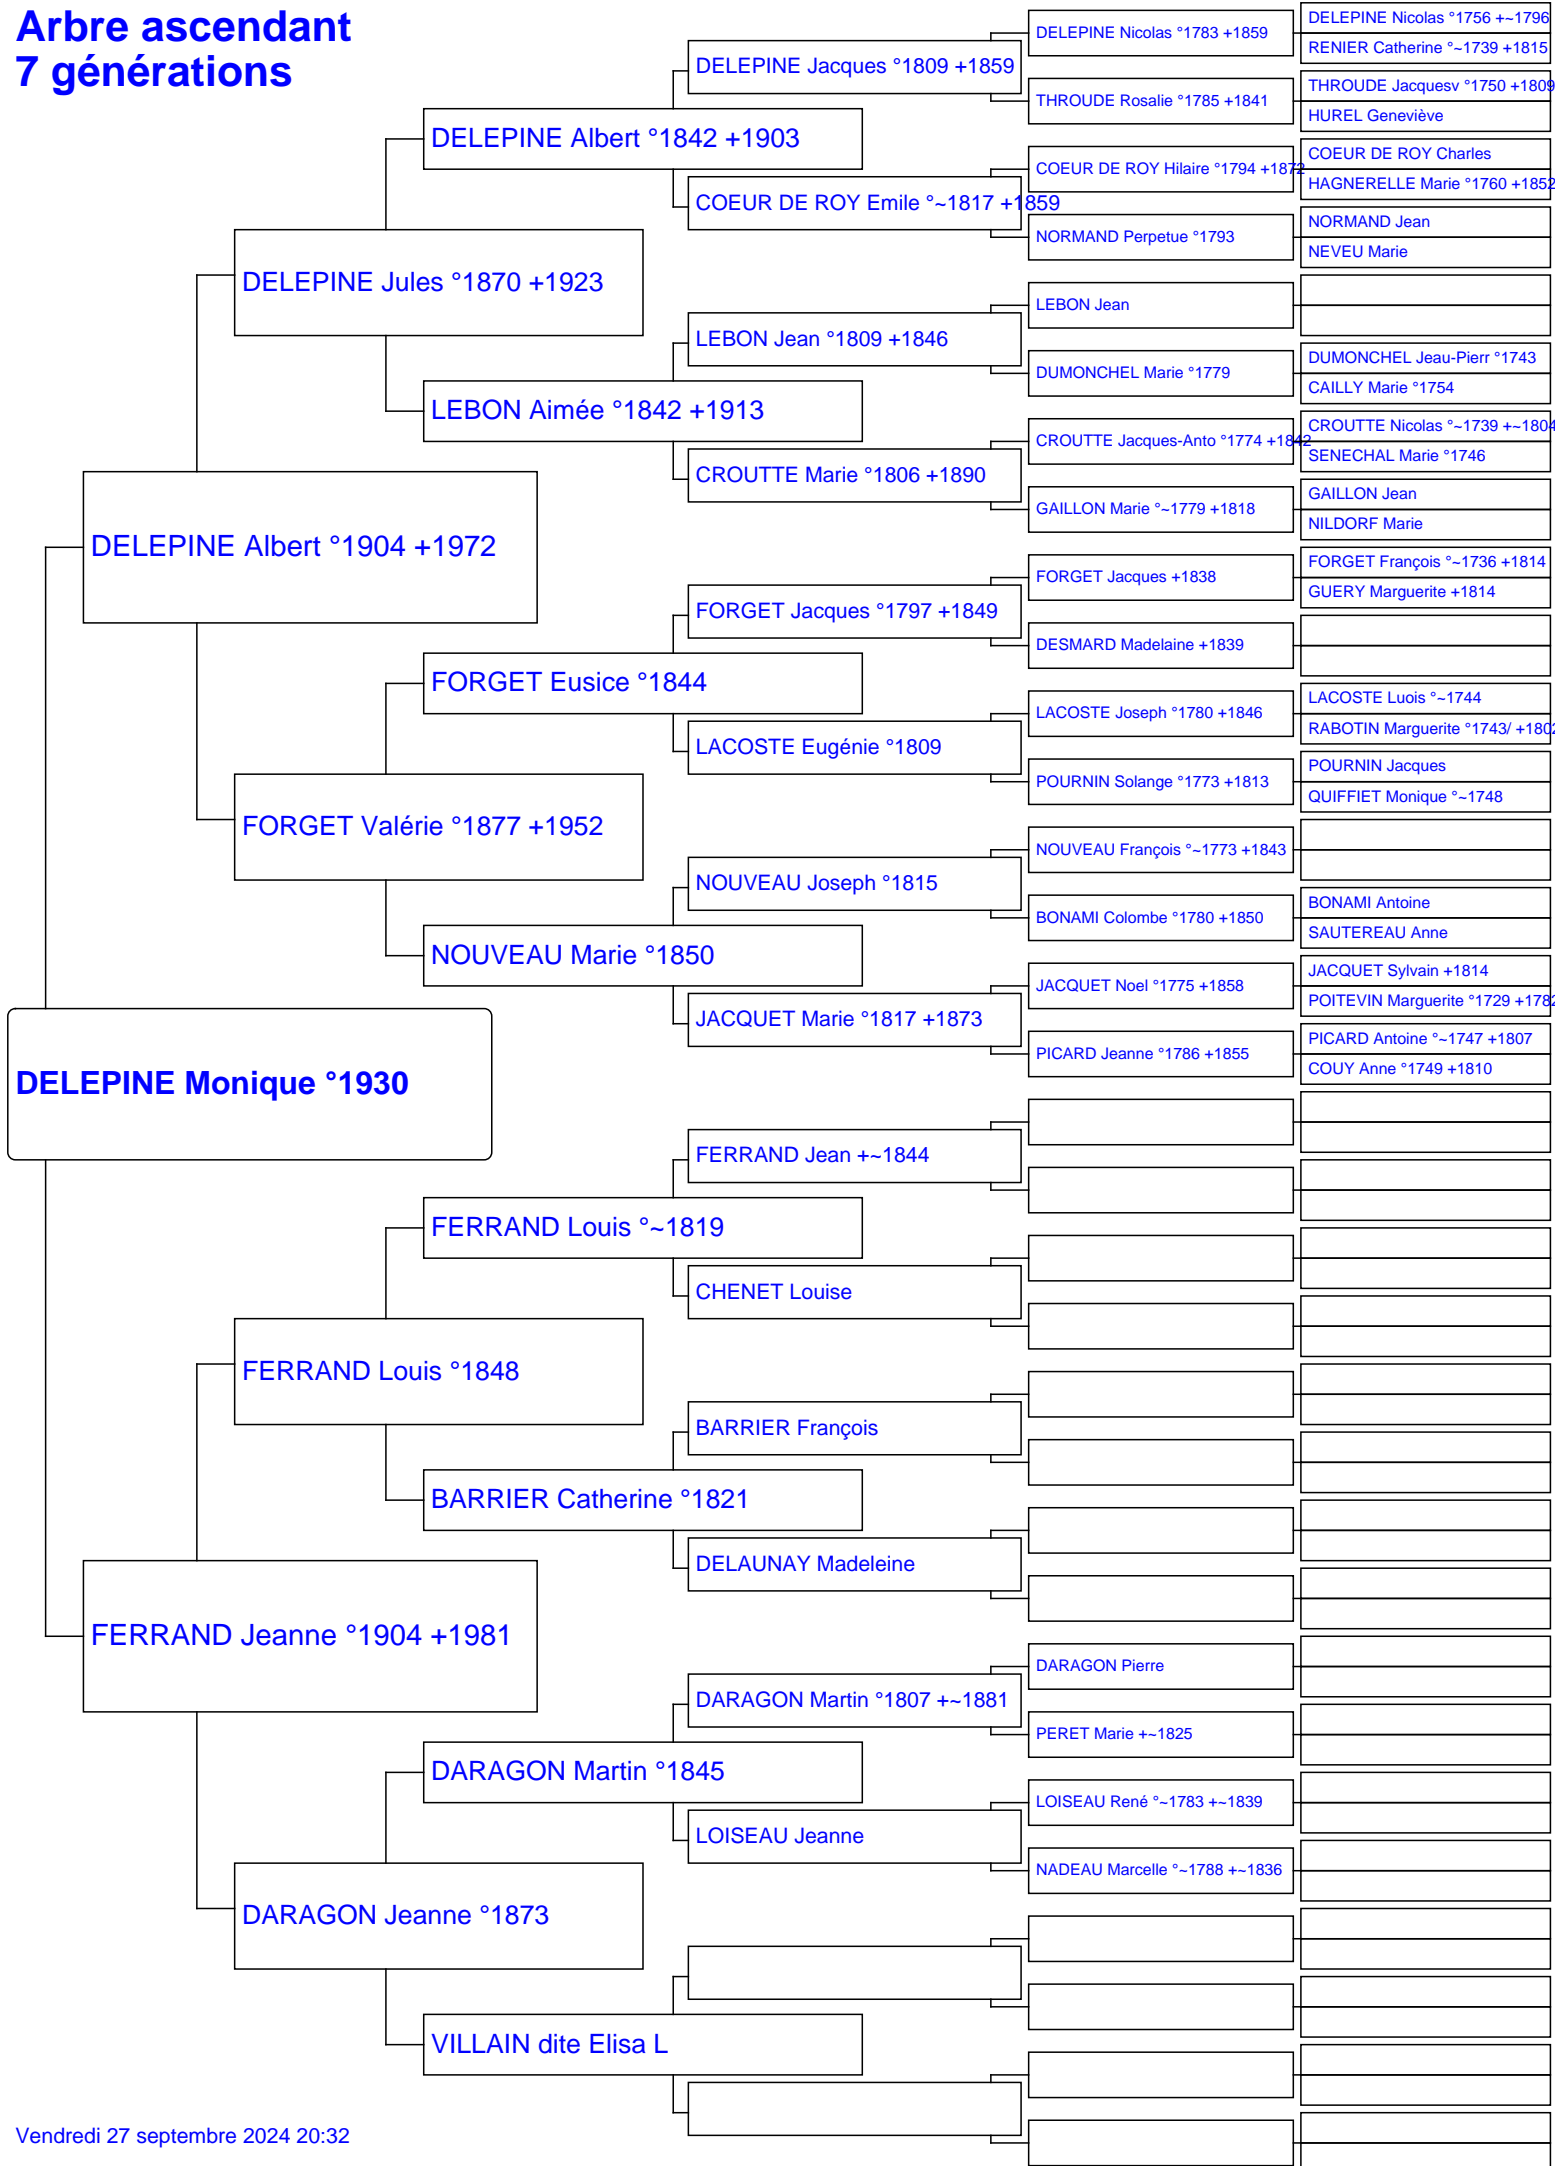 Arbre ascendant
7 générations
DELEPINE Monique °1930
DELEPINE Albert °1904 +1972
FERRAND Jeanne °1904 +1981
DELEPINE Jules °1870 +1923
FORGET Valérie °1877 +1952
FERRAND Louis °1848
DARAGON Jeanne °1873
DELEPINE Albert °1842 +1903
LEBON Aimée °1842 +1913
FORGET Eusice °1844
NOUVEAU Marie °1850
FERRAND Louis °~1819
BARRIER Catherine °1821
DARAGON Martin °1845
VILLAIN dite Elisa L
DELEPINE Jacques °1809 +1859
COEUR DE ROY Emile °~1817 +1859
LEBON Jean °1809 +1846
CROUTTE Marie °1806 +1890
FORGET Jacques °1797 +1849
LACOSTE Eugénie °1809
NOUVEAU Joseph °1815
JACQUET Marie °1817 +1873
FERRAND Jean +~1844
CHENET Louise
BARRIER François
DELAUNAY Madeleine
DARAGON Martin °1807 +~1881
LOISEAU Jeanne
DELEPINE Nicolas °1783 +1859
THROUDE Rosalie °1785 +1841
COEUR DE ROY Hilaire °1794 +1872
NORMAND Perpetue °1793
LEBON Jean
DUMONCHEL Marie °1779
CROUTTE Jacques-Anto °1774 +1842
GAILLON Marie °~1779 +1818
FORGET Jacques +1838
DESMARD Madelaine +1839
LACOSTE Joseph °1780 +1846
POURNIN Solange °1773 +1813
NOUVEAU François °~1773 +1843
BONAMI Colombe °1780 +1850
JACQUET Noel °1775 +1858
PICARD Jeanne °1786 +1855
DARAGON Pierre
PERET Marie +~1825
LOISEAU René °~1783 +~1839
NADEAU Marcelle °~1788 +~1836
DELEPINE Nicolas °1756 +~1796
RENIER Catherine °~1739 +1815
THROUDE Jacquesv °1750 +1809
HUREL Geneviève
COEUR DE ROY Charles
HAGNERELLE Marie °1760 +1852
NORMAND Jean
NEVEU Marie
DUMONCHEL Jeau-Pierr °1743
CAILLY Marie °1754
CROUTTE Nicolas °~1739 +~1804
SENECHAL Marie °1746
GAILLON Jean
NILDORF Marie
FORGET François °~1736 +1814
GUERY Marguerite +1814
LACOSTE Luois °~1744
RABOTIN Marguerite °1743/ +1802
POURNIN Jacques
QUIFFIET Monique °~1748
BONAMI Antoine
SAUTEREAU Anne
JACQUET Sylvain +1814
POITEVIN Marguerite °1729 +1782
PICARD Antoine °~1747 +1807
COUY Anne °1749 +1810
Vendredi 27 septembre 2024 20:32